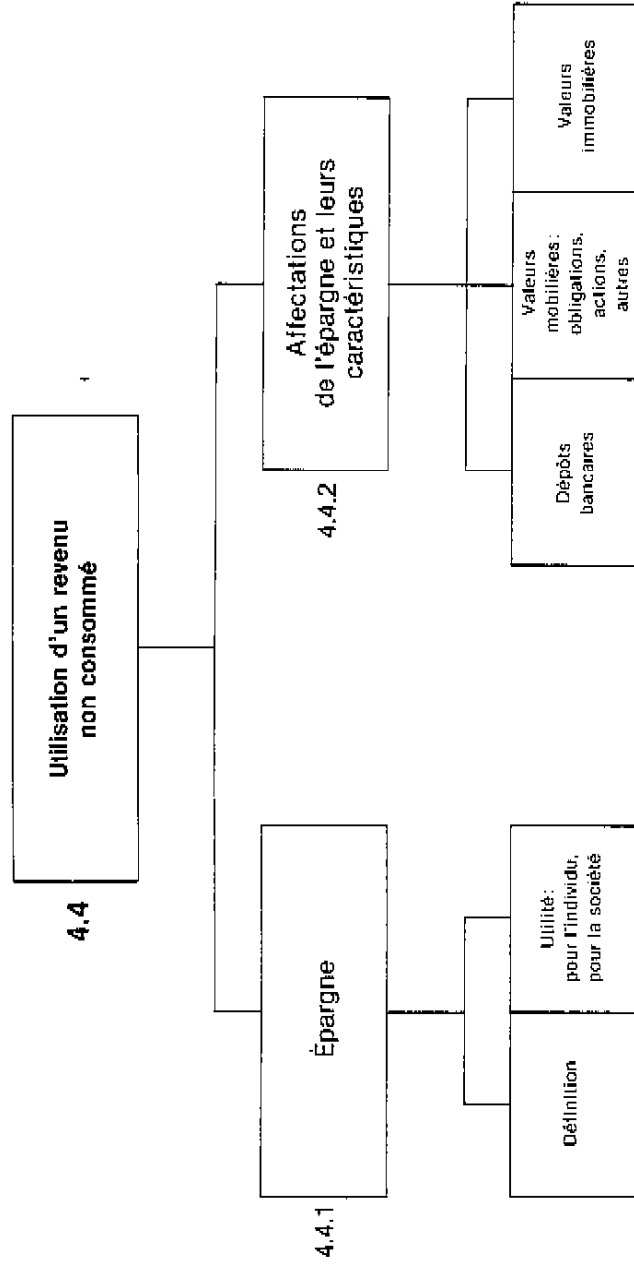 4.4
Utilisation d'un revenu
non consommé
4.4.1
Épargne
4.4.2
Affectations
de l'épargne et leurs
caractéristiques
Définition
Utilité:
pour l'individu,
pour la société
Dépôts
bancaires
Valeurs
mobilières:
obligations,
actions,
autres
Valeurs
immobilières